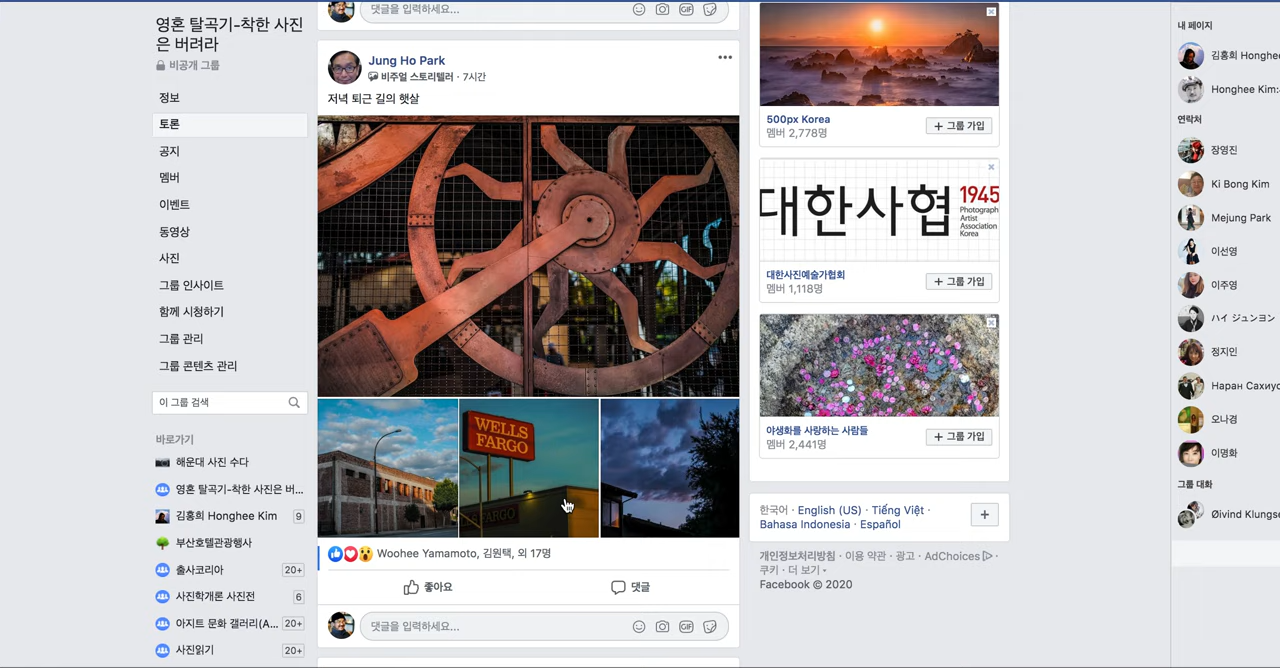 영혼 탈곡기-착한 사진
은 버려라
비공개 그룹
정보
토론
공지
멤버
이벤트
동영상
사진
그룹 인사이트
함께 시청하기
그룹 관리
그룹 콘텐츠 관리
이 그룹 검색
바로가기
해운대 사진 수다
영혼 탈곡기-착한 사진은 버...
김홍희 Honghee Kim 9
부산호텔관광행사
출사코리아 20+
사진학개론 사진전 6
아지트 문화 갤러리(A... 20+
사진읽기 20+
댓글을 입력하세요...
GIF
Jung Ho Park
비주얼 스토리텔러 · 7시간
저녁 퇴근 길의 햇살
WELLS
FARGO
FARGO
Woohee Yamamoto, 김원택, 외 17명
좋아요 댓글
댓글을 입력하세요...
GIF
500px Korea
멤버 2,778명
+ 그룹 가입
대한사협 1945
Photograph
Artist
Association
Korea
대한사진예술가협회
멤버 1,118명
+ 그룹 가입
야생화를 사랑하는 사람들
멤버 2,441명
+ 그룹 가입
한국어 · English (US) · Tiếng Việt ·
Bahasa Indonesia · Español
+
개인정보처리방침 · 이용 약관 · 광고 · AdChoices ·
쿠키 · 더 보기
Facebook © 2020
내 페이지
김홍희 Honghee
Honghee Kim:
연락처
장영진
Ki Bong Kim
Mejung Park
이선영
이주영
ハイ ジュンヨン
정지인
Наран Сахиус
오나경
이명화
그룹 대화
Øivind Klungse